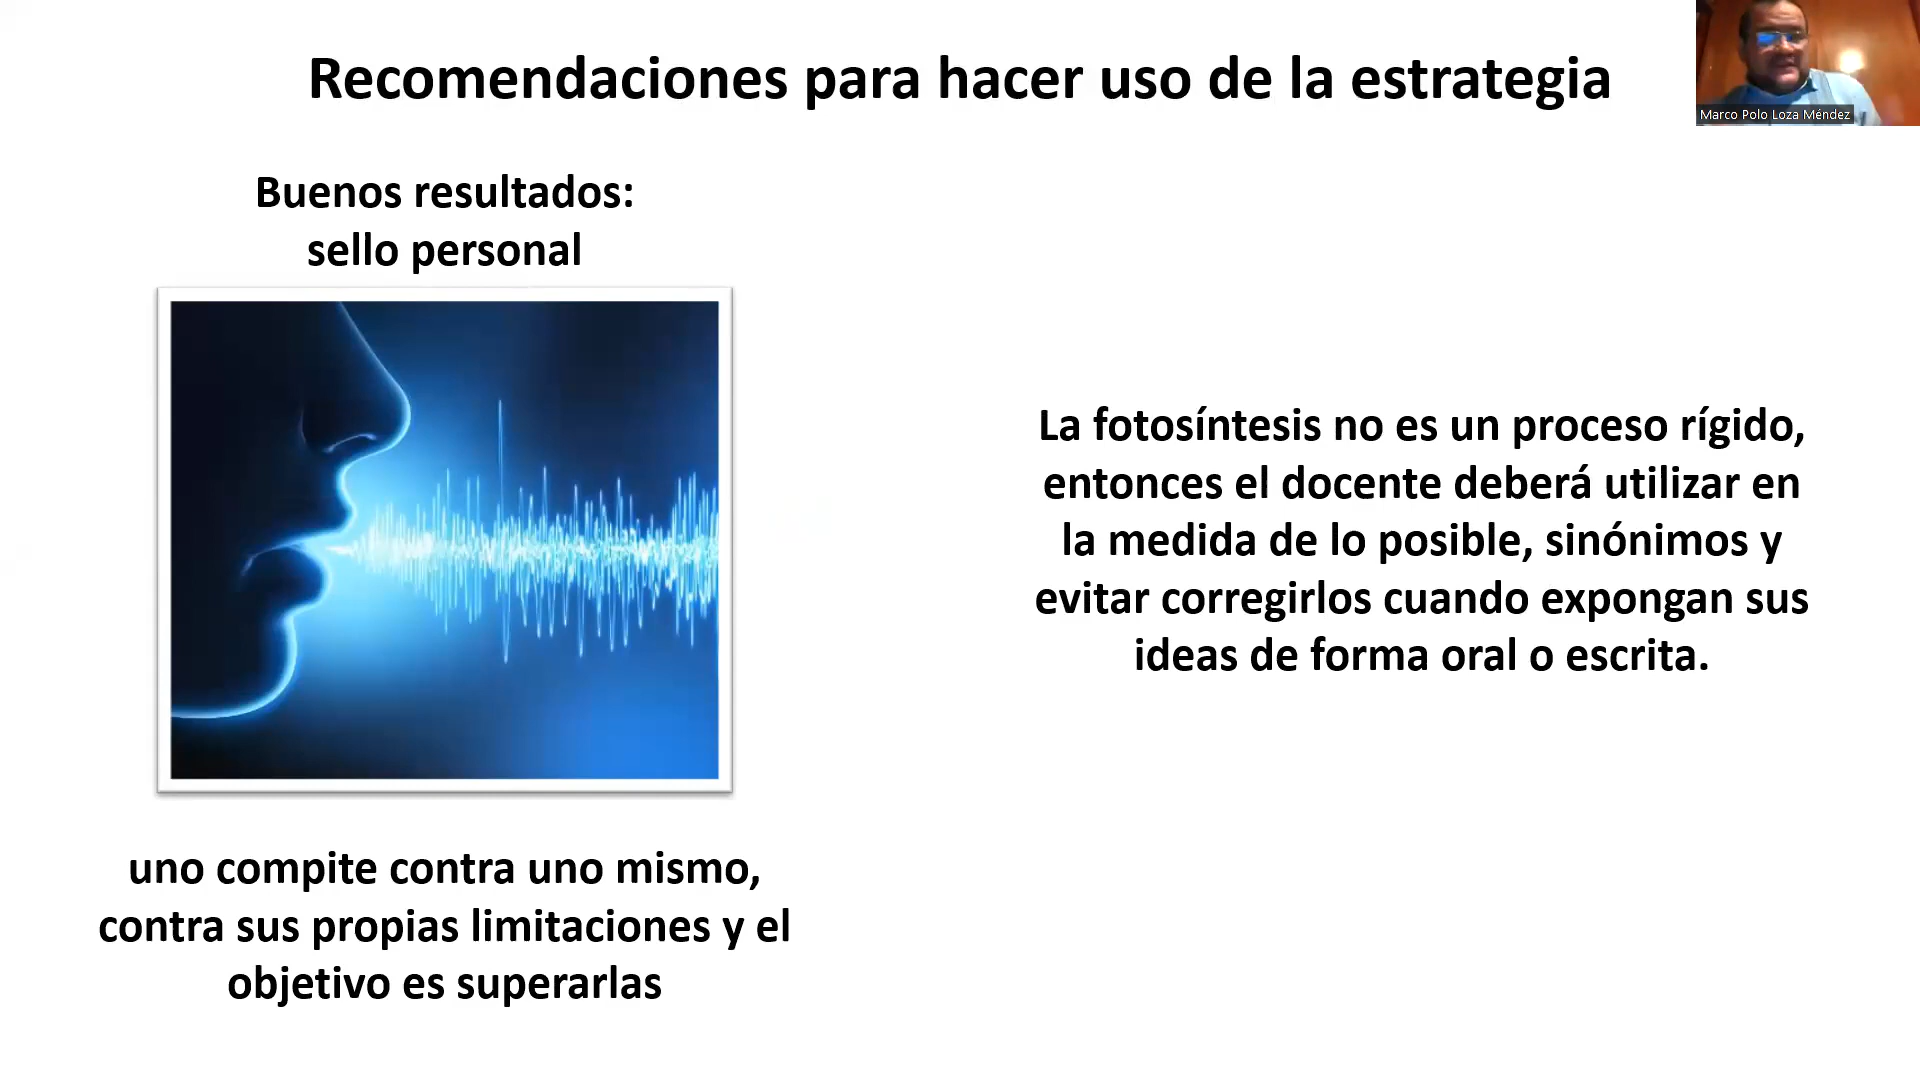 Recomendaciones para hacer uso de la estrategia
Marco Polo Loza Méndez
Buenos resultados:
sello personal
uno compite contra uno mismo,
contra sus propias limitaciones y el
objetivo es superarlas
La fotosíntesis no es un proceso rígido,
entonces el docente deberá utilizar en
la medida de lo posible, sinónimos y
evitar corregirlos cuando expongan sus
ideas de forma oral o escrita.